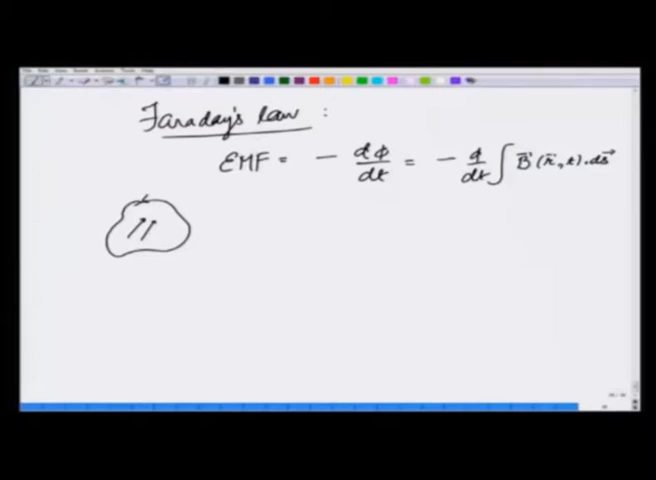 Faraday's law :
EMF = - dφ/dt = - d/dt ∫ B⃗ (r⃗, t) . ds⃗